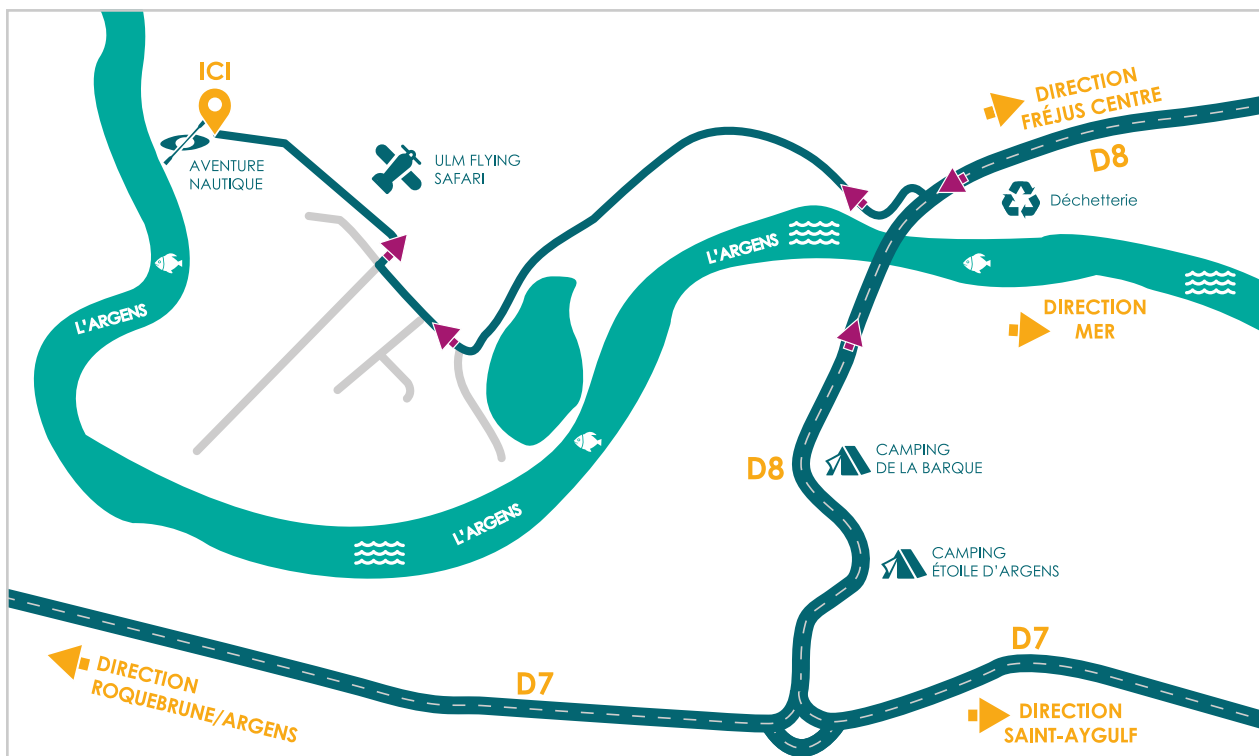 ICI
AVENTURE
NAUTIQUE
ULM FLYING
SAFARI
DIRECTION
FRÉJUS CENTRE
D8
Déchetterie
L'ARGENS
L'ARGENS
DIRECTION
MER
D8
CAMPING
DE LA BARQUE
L'ARGENS
CAMPING
ÉTOILE D'ARGENS
DIRECTION
ROQUEBRUNE/ARGENS
D7
D7
DIRECTION
SAINT-AYGULF